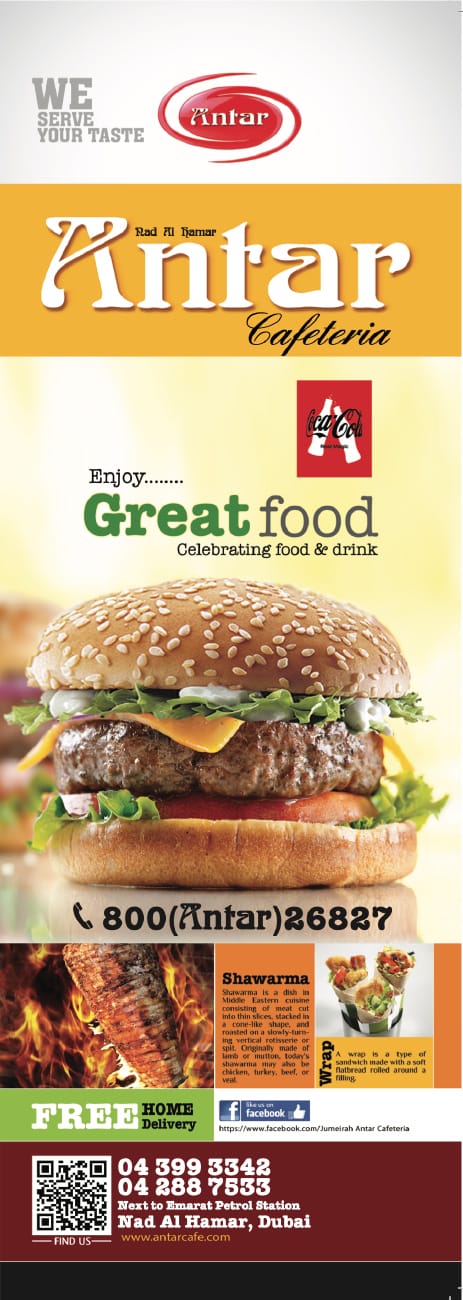 WE
SERVE
YOUR TASTE
Antar
Nad Al Hamar
Antar
Cafeteria
Coca-Cola
Enjoy........
Great food
Celebrating food & drink
800(Antar)26827
Shawarma
Shawarma is a dish in
Middle Eastern cuisine
consisting of meat cut
into thin slices, stacked in
a cone-like shape, and
roasted on a slowly-turn-
ing vertical rotisserie or
spit. Originally made of
lamb or mutton, today's
shawarma may also be
chicken, turkey, beef, or
veal.
Wrap
A wrap is a type of
sandwich made with a soft
flatbread rolled around a
filling.
FREE HOME
Delivery
like us on
facebook
https://www.facebook.com/Jumeirah Antar Cafeteria
04 399 3342
04 288 7533
Next to Emarat Petrol Station
Nad Al Hamar, Dubai
FIND US
www.antarcafe.com